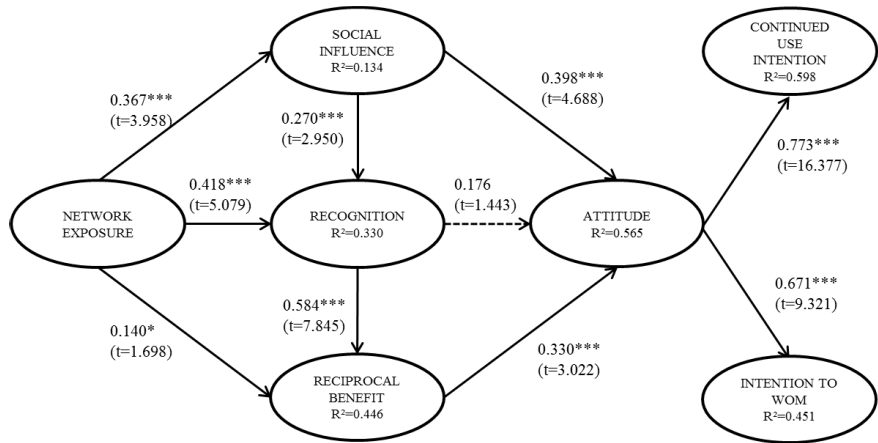 SOCIAL
INFLUENCE
R²=0.134
CONTINUED
USE
INTENTION
R²=0.598
0.367***
(t=3.958)
0.270***
(t=2.950)
0.398***
(t=4.688)
0.773***
(t=16.377)
NETWORK
EXPOSURE
0.418***
(t=5.079)
RECOGNITION
R²=0.330
0.176
(t=1.443)
ATTITUDE
R²=0.565
0.140*
(t=1.698)
0.584***
(t=7.845)
0.330***
(t=3.022)
0.671***
(t=9.321)
RECIPROCAL
BENEFIT
R²=0.446
INTENTION TO
WOM
R²=0.451